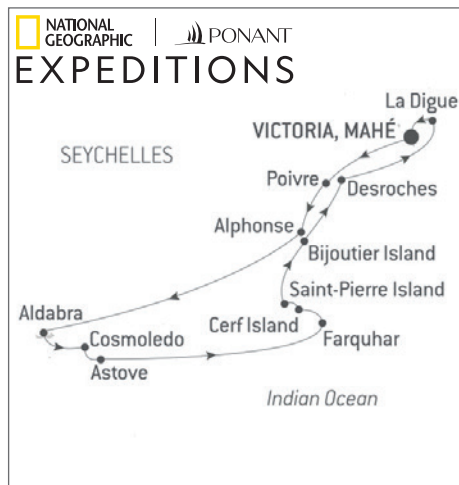 NATIONAL
GEOGRAPHIC
PONANT
EXPEDITIONS
La Digue
VICTORIA, MAHÉ
SEYCHELLES
Poivre
Desroches
Alphonse
Bijoutier Island
Saint-Pierre Island
Aldabra
Cerf Island
Cosmoledo
Farquhar
Astove
Indian Ocean